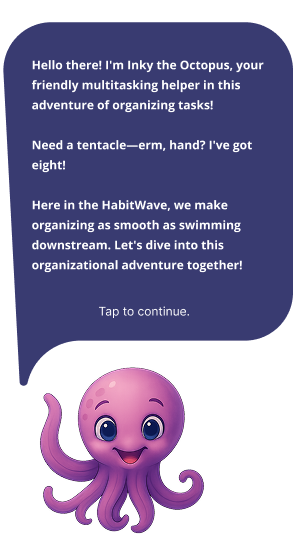 Hello there! I'm Inky the Octopus, your
friendly multitasking helper in this
adventure of organizing tasks!
Need a tentacle—erm, hand? I've got
eight!
Here in the HabitWave, we make
organizing as smooth as swimming
downstream. Let's dive into this
organizational adventure together!
Tap to continue.